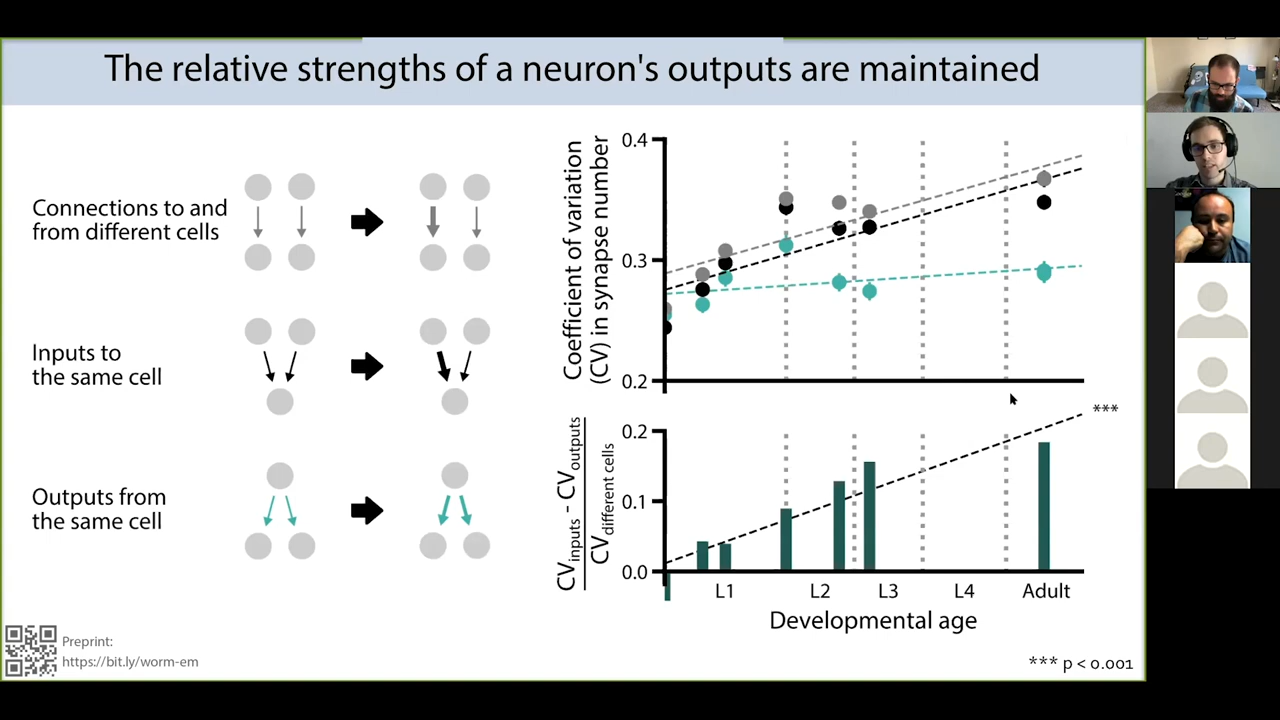 The relative strengths of a neuron's outputs are maintained
Connections to and
from different cells
Inputs to
the same cell
Outputs from
the same cell
Coefficient of variation
(CV) in synapse number
0.4
0.3
0.2
CVinputs - CVoutputs
CVdifferent cells
0.2
0.1
0.0
***
L1
L2
L3
L4
Adult
Developmental age
Preprint:
https://bit.ly/worm-em
*** p < 0.001